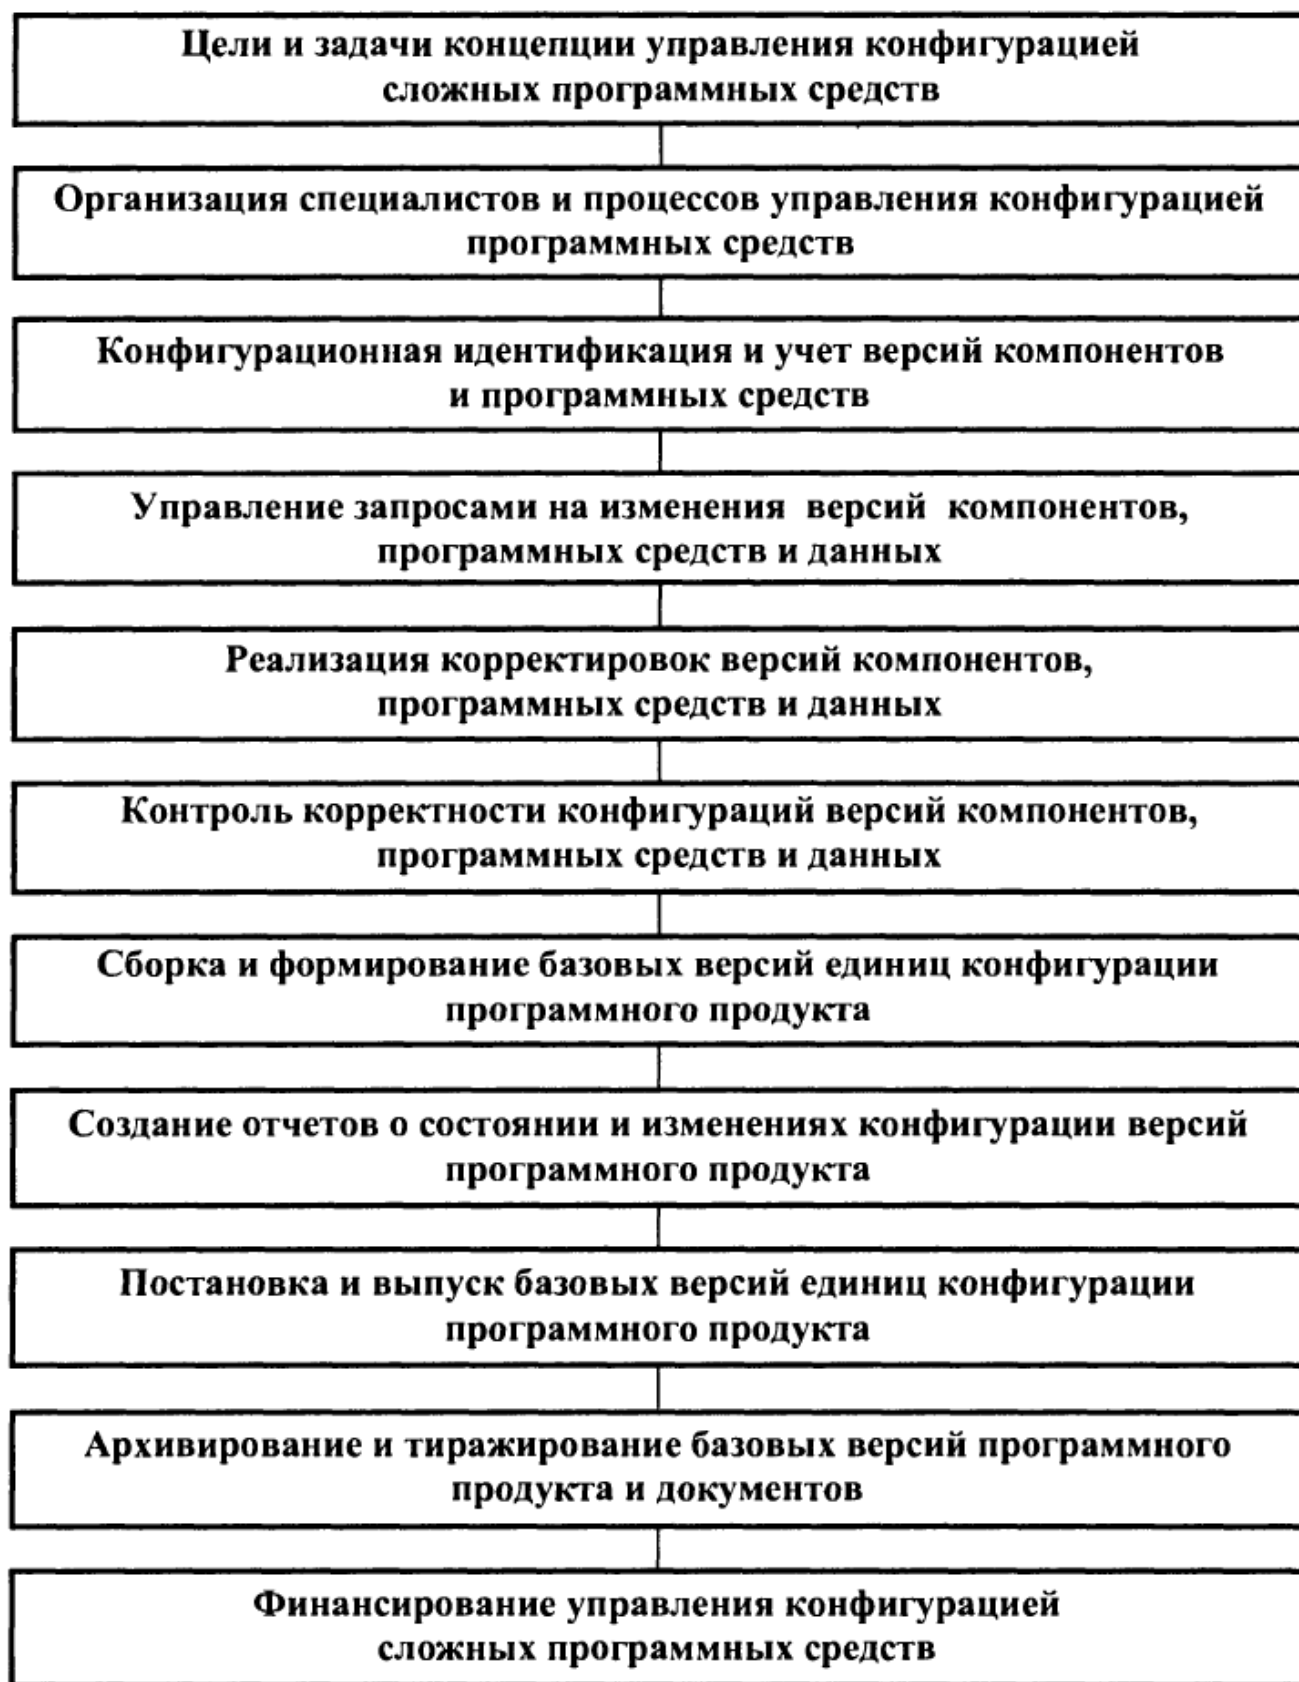 Цели и задачи концепции управления конфигурацией
сложных программных средств
Организация специалистов и процессов управления конфигурацией
программных средств
Конфигурационная идентификация и учет версий компонентов
и программных средств
Управление запросами на изменения версий компонентов,
программных средств и данных
Реализация корректировок версий компонентов,
программных средств и данных
Контроль корректности конфигураций версий компонентов,
программных средств и данных
Сборка и формирование базовых версий единиц конфигурации
программного продукта
Создание отчетов о состоянии и изменениях конфигурации версий
программного продукта
Постановка и выпуск базовых версий единиц конфигурации
программного продукта
Архивирование и тиражирование базовых версий программного
продукта и документов
Финансирование управления конфигурацией
сложных программных средств